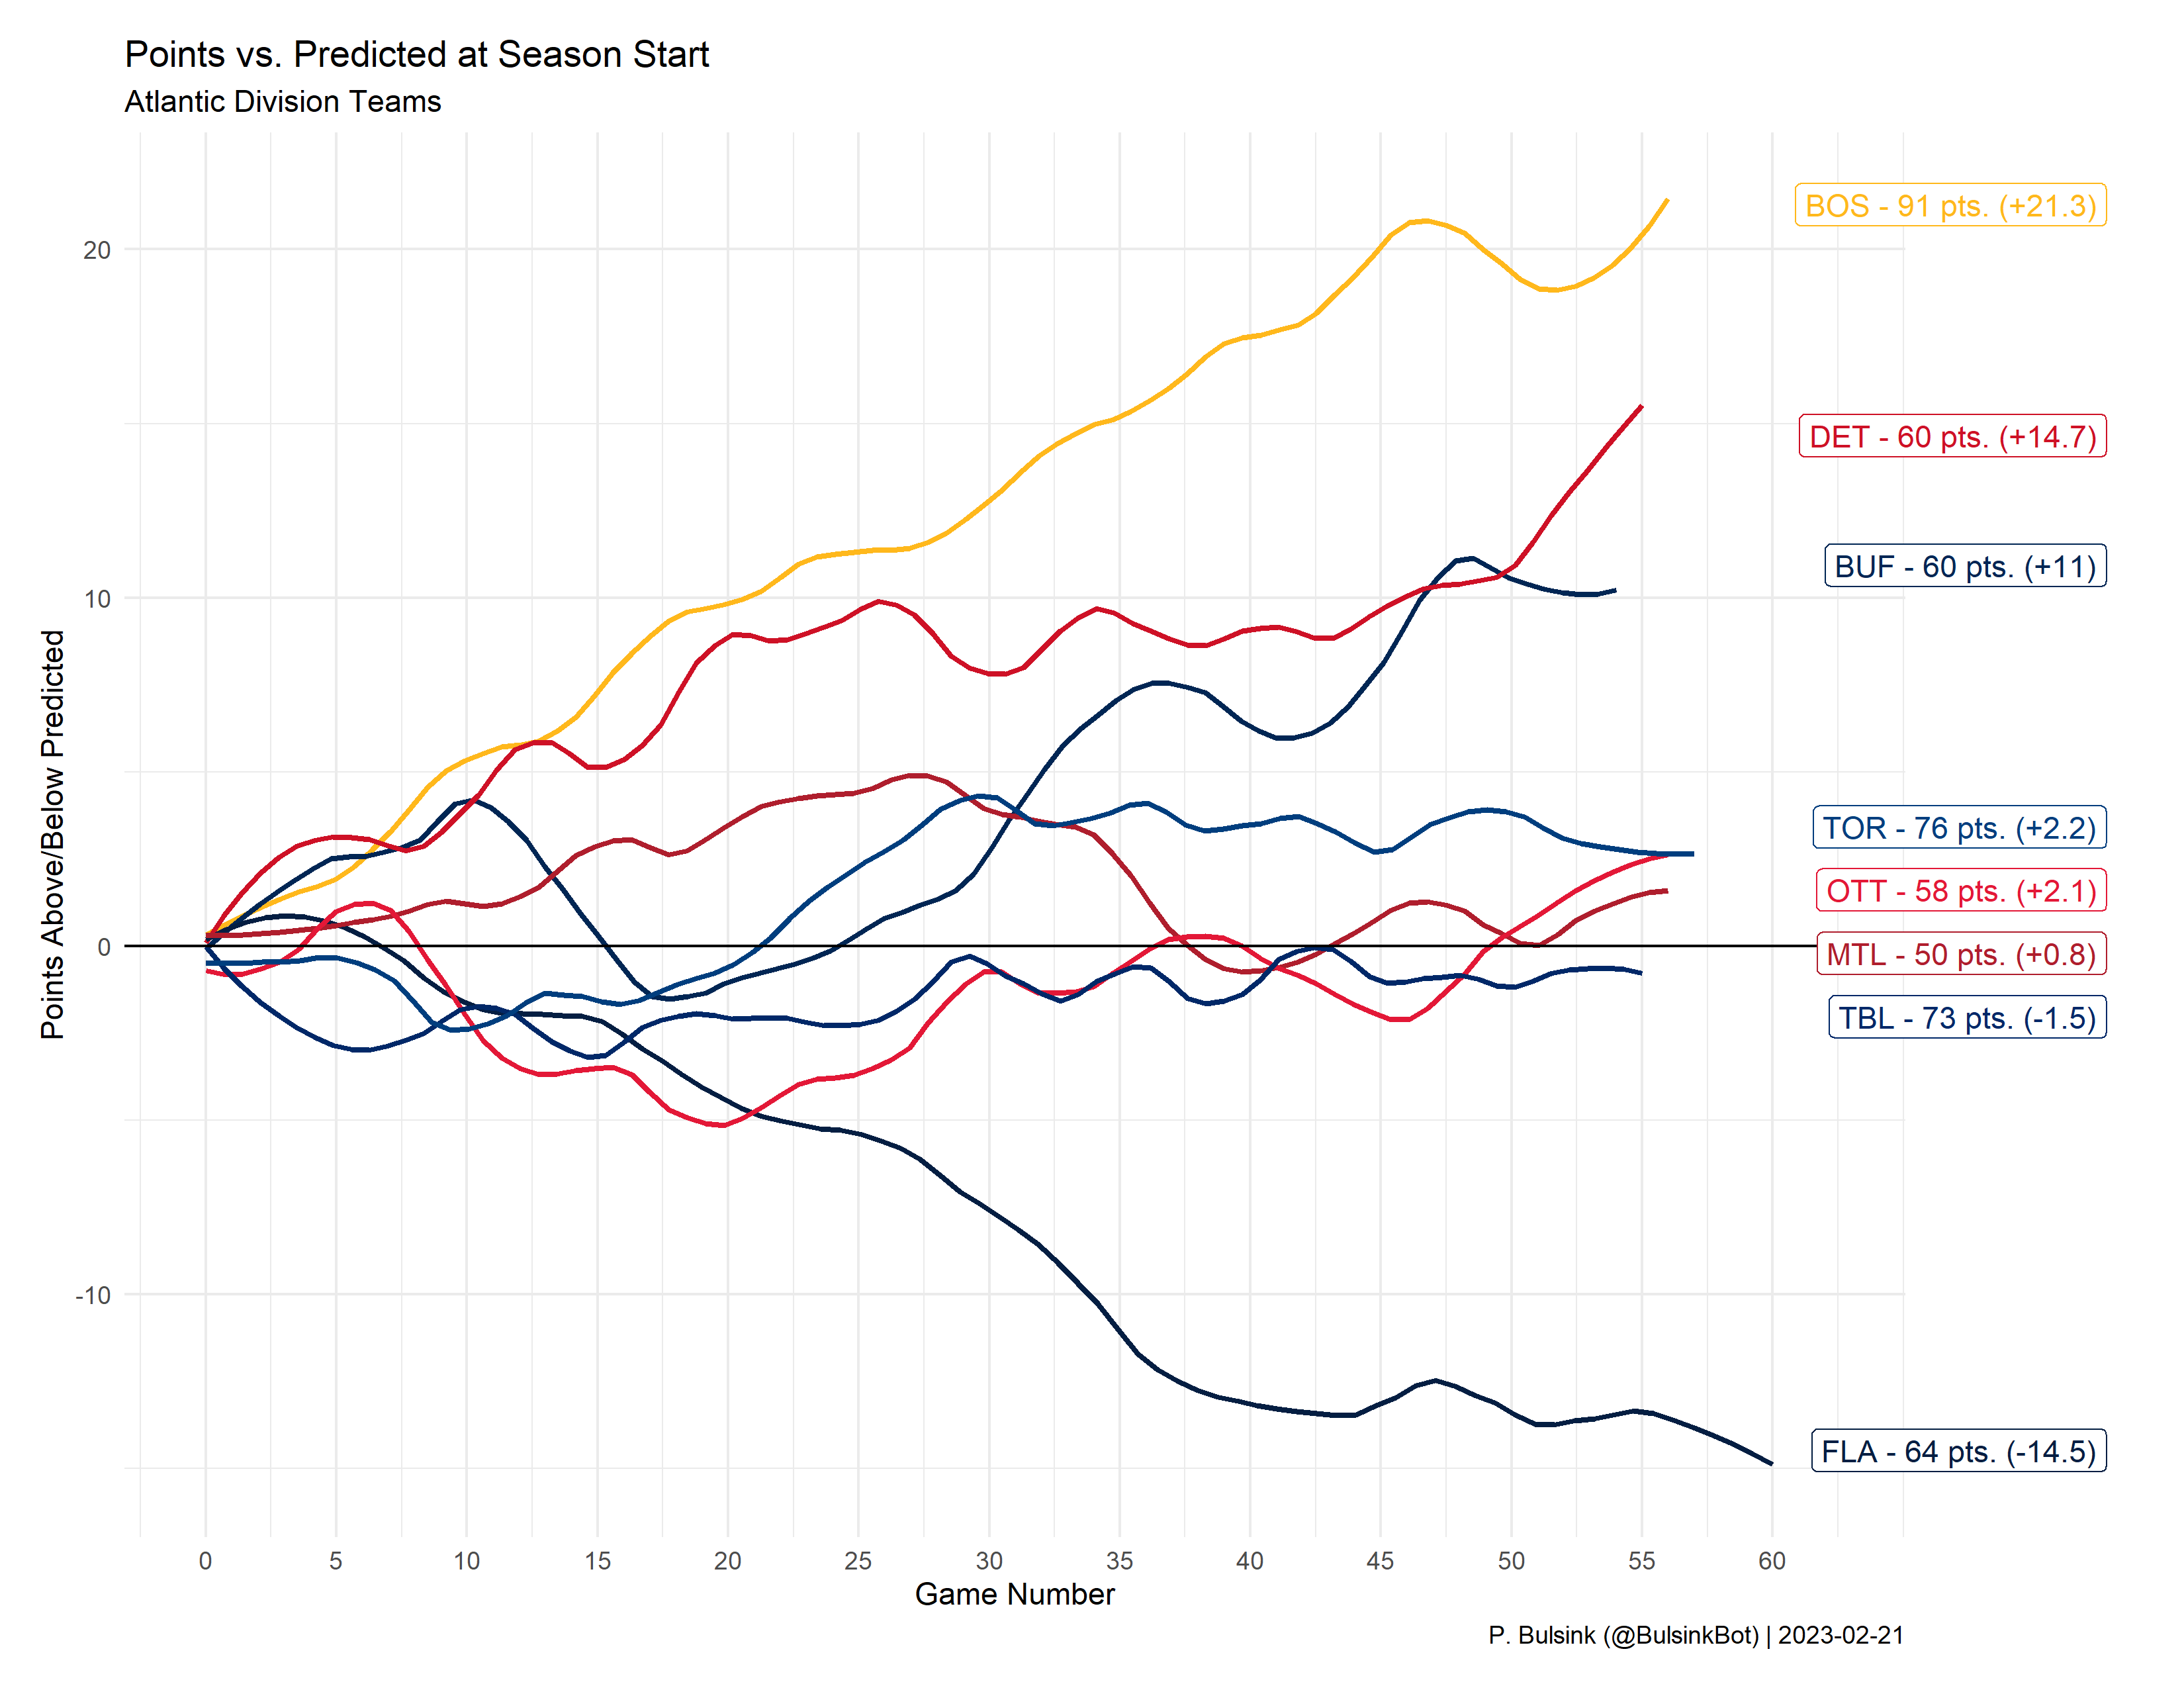 Points vs. Predicted at Season Start
Atlantic Division Teams
Points Above/Below Predicted
20
10
0
-10
BOS - 91 pts. (+21.3)
DET - 60 pts. (+14.7)
BUF - 60 pts. (+11)
TOR - 76 pts. (+2.2)
OTT - 58 pts. (+2.1)
MTL - 50 pts. (+0.8)
TBL - 73 pts. (-1.5)
FLA - 64 pts. (-14.5)
0 5 10 15 20 25 30 35 40 45 50 55 60
Game Number
P. Bulsink (@BulsinkBot) | 2023-02-21